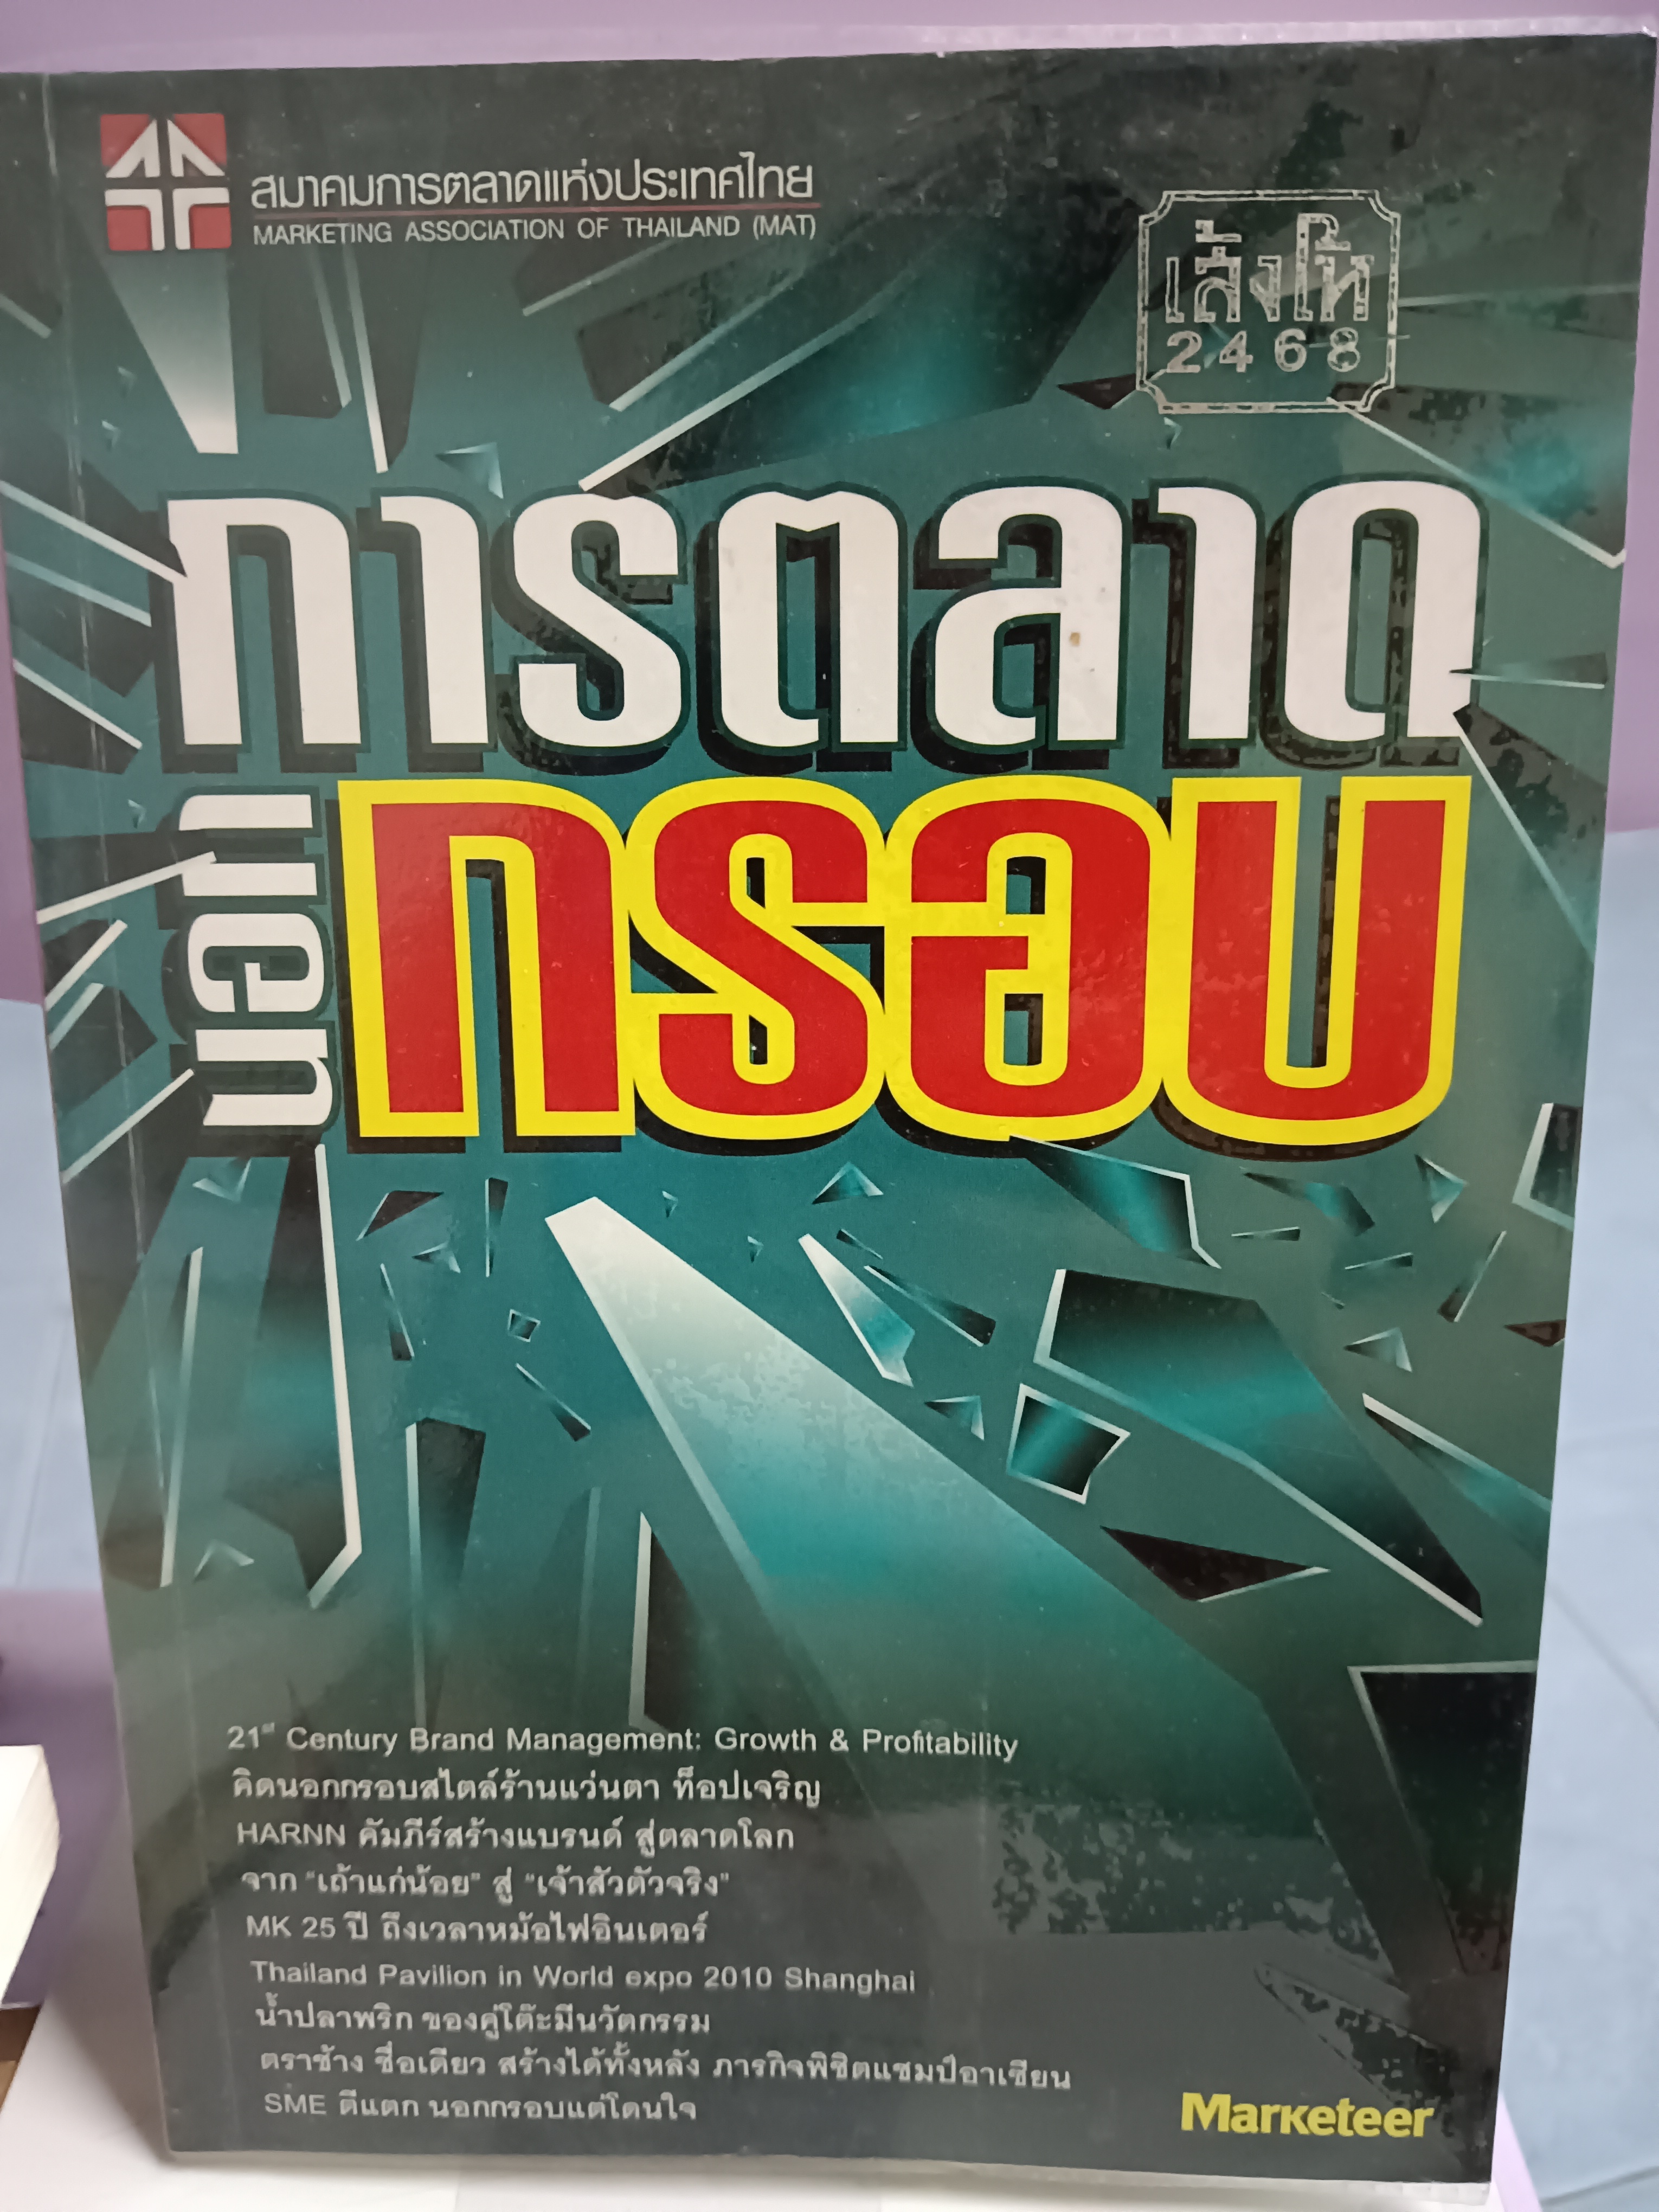 สมาคมการตลาดแห่งประเทศไทย
MARKETING ASSOCIATION OF THAILAND (MAT)
เส้งโห
2468
การตลาด
แตก
กรอบ
21st Century Brand Management: Growth & Profitability
คิดนอกกรอบสไตล์ร้านแว่นตา ท็อปเจริญ
HARNN คัมภีร์สร้างแบรนด์ สู่ตลาดโลก
จาก "เถ้าแก่น้อย" สู่ "เจ้าสัวตัวจริง"
MK 25 ปี ถึงเวลาหม้อไฟอินเตอร์
Thailand Pavilion in World expo 2010 Shanghai
น้ำปลาพริก ของคู่โต๊ะมีนวัตกรรม
ตราช้าง ชื่อเดียว สร้างได้ทั้งหลัง ภารกิจพิชิตแชมป์อาเซียน
SME ตีแตก นอกกรอบแต่โดนใจ
Marketeer